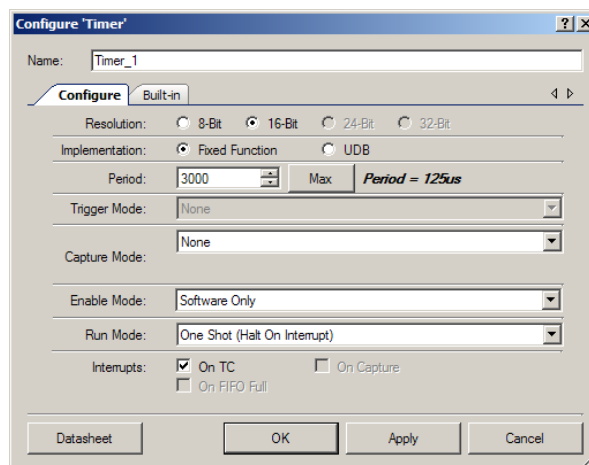 Configure 'Timer'
Name: Timer_1
Configure Built-in
Resolution: 8-Bit 16-Bit 24-Bit 32-Bit
Implementation: Fixed Function UDB
Period: 3000 Max Period = 125us
Trigger Mode: None
Capture Mode: None
Enable Mode: Software Only
Run Mode: One Shot (Halt On Interrupt)
Interrupts: On TC On Capture
On FIFO Full
Datasheet OK Apply Cancel